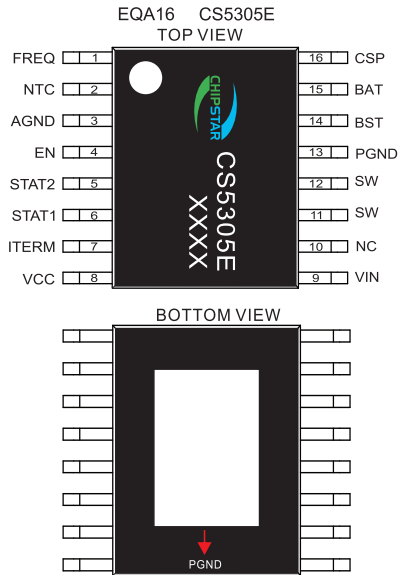 EQA16 CS5305E
TOP VIEW
FREQ 1
NTC 2
AGND 3
EN 4
STAT2 5
STAT1 6
ITERM 7
VCC 8
16 CSP
15 BAT
14 BST
13 PGND
12 SW
11 SW
10 NC
9 VIN
CHIPSTAR
CS5305E
XXXX
BOTTOM VIEW
PGND